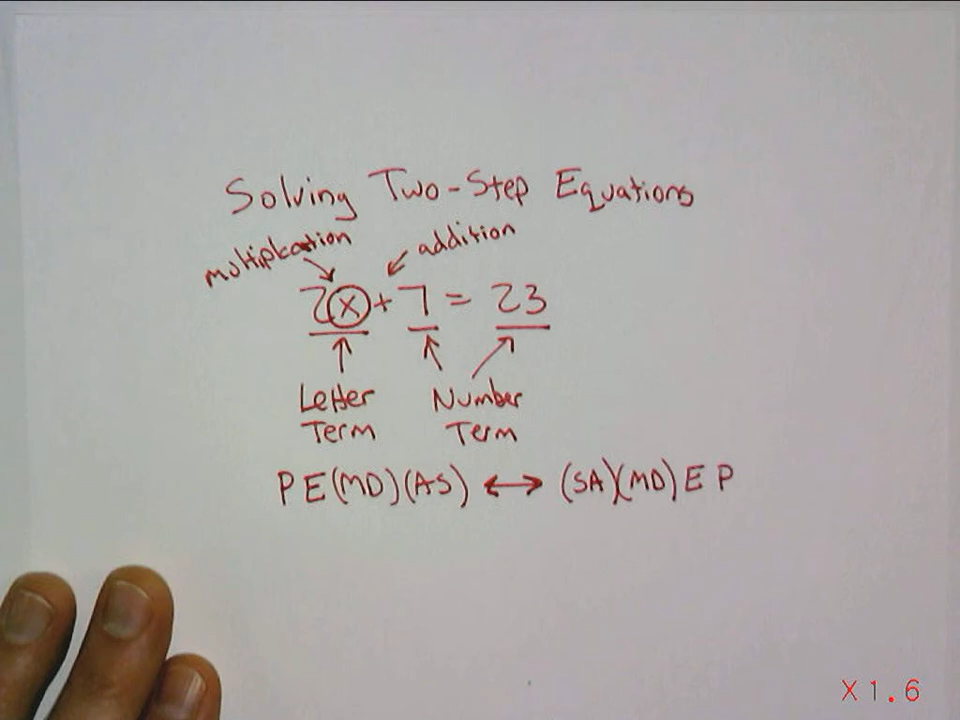 Solving Two-Step Equations
multiplication addition
2x + 7 = 23
Letter Number
Term Term
PE(MD)(AS) ↔ (SA)(MD)EP
X1.6